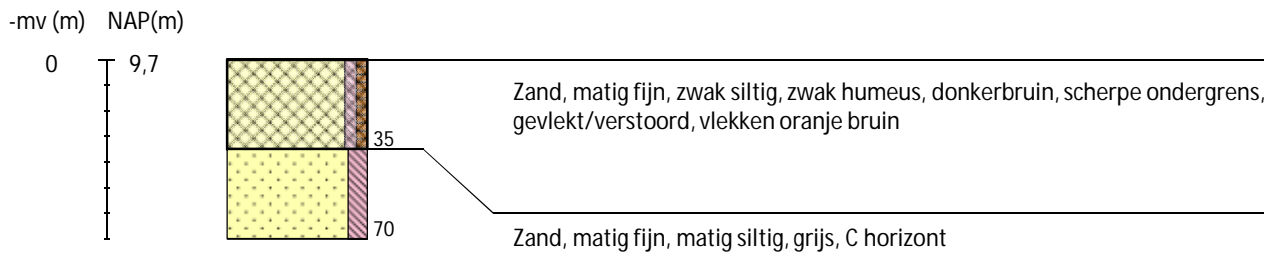 -mv (m) NAP(m)
0 9,7
Zand, matig fijn, zwak siltig, zwak humeus, donkerbruin, scherpe ondergrens,
gevlekt/verstoord, vlekken oranje bruin
35
70
Zand, matig fijn, matig siltig, grijs, C horizont